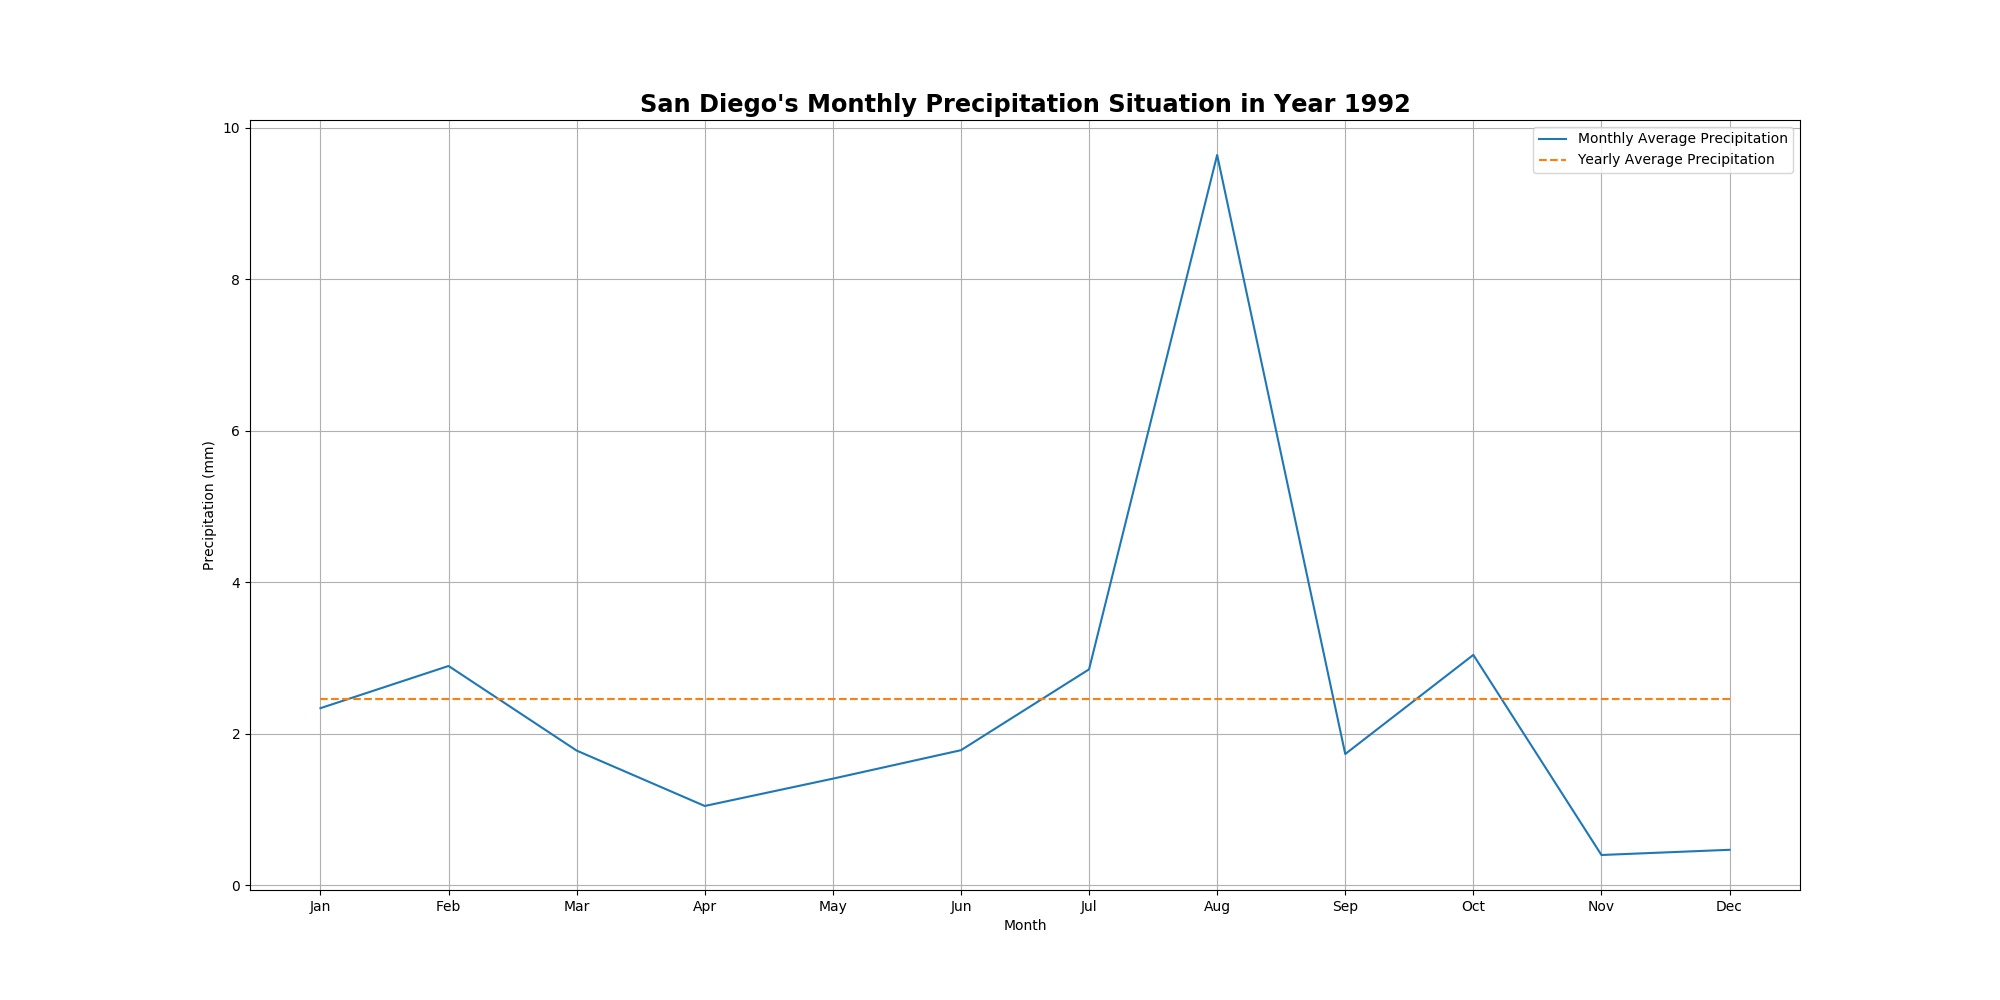 San Diego's Monthly Precipitation Situation in Year 1992
Monthly Average Precipitation
Yearly Average Precipitation
10
8
6
4
2
0
Precipitation (mm)
Jan Feb Mar Apr May Jun Jul Aug Sep Oct Nov Dec
Month